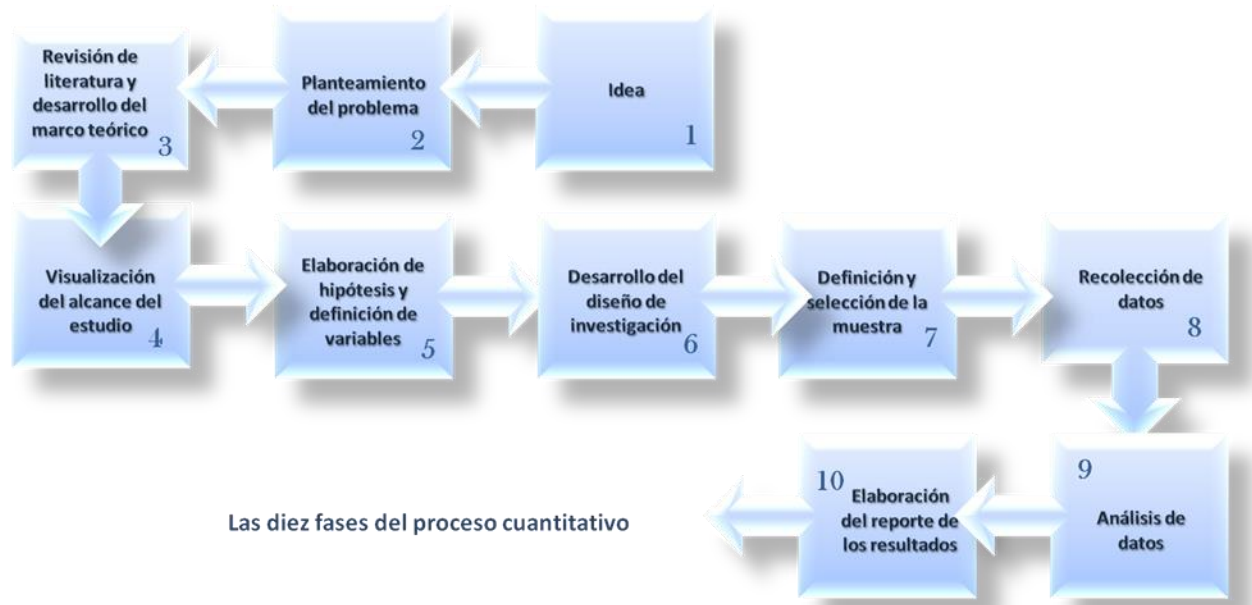 Idea
1
Planteamiento
del problema
2
Revisión de
literatura y
desarrollo del
marco teórico
3
Visualización
del alcance del
estudio
4
Elaboración de
hipótesis y
definición de
variables
5
Desarrollo del
diseño de
investigación
6
Definición y
selección de la
muestra
7
Recolección de
datos
8
9
Análisis de
datos
10
Elaboración
del reporte de
los resultados
Las diez fases del proceso cuantitativo